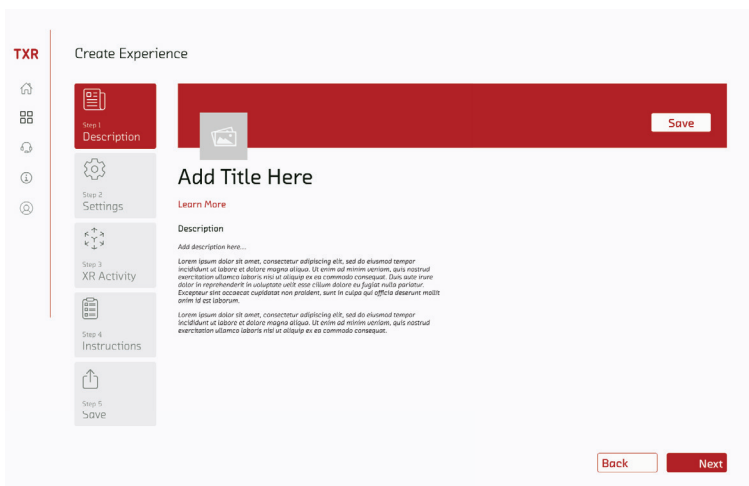 TXR
Create Experience
Step 1
Description
Step 2
Settings
Step 3
XR Activity
Step 4
Instructions
Step 5
Save
Save
Add Title Here
Learn More
Description
Add description here...
Lorem ipsum dolor sit amet, consectetur adipiscing elit, sed do eiusmod tempor
incididunt ut labore et dolore magna aliqua. Ut enim ad minim veniam, quis nostrud
exercitation ullamco laboris nisi ut aliquip ex ea commodo consequat. Duis aute irure
dolor in reprehenderit in voluptate velit esse cillum dolore eu fugiat nulla pariatur.
Excepteur sint occaecat cupidatat non proident, sunt in culpa qui officia deserunt mollit
anim id est laborum.
Lorem ipsum dolor sit amet, consectetur adipiscing elit, sed do eiusmod tempor
incididunt ut labore et dolore magna aliqua. Ut enim ad minim veniam, quis nostrud
exercitation ullamco laboris nisi ut aliquip ex ea commodo consequat.
Back
Next